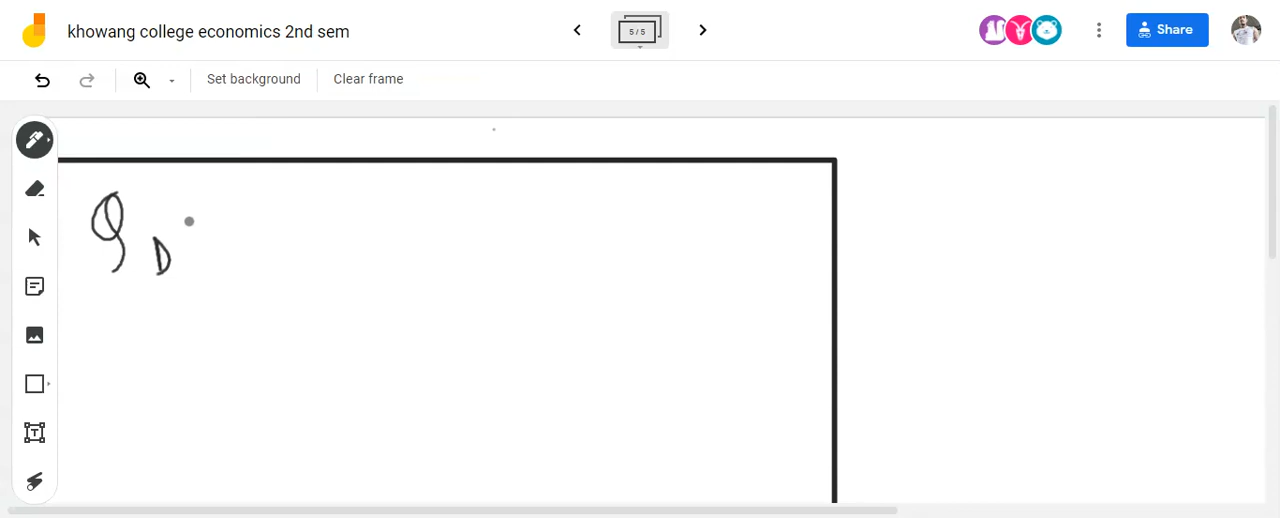 khowang college economics 2nd sem
5 / 5
Share
Set background
Clear frame
Q D
T